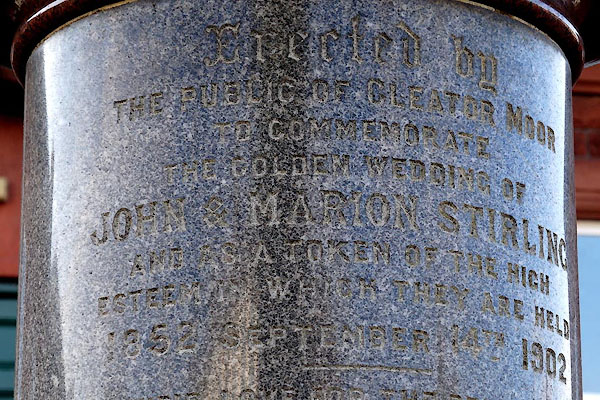 Erected by
THE PUBLIC OF CLEATOR MOOR
TO COMMEMORATE
THE GOLDEN WEDDING OF
JOHN & MARION STIRLING
AND AS A TOKEN OF THE HIGH
ESTEEM IN WHICH THEY ARE HELD
1852 SEPTEMBER 14TH 1902